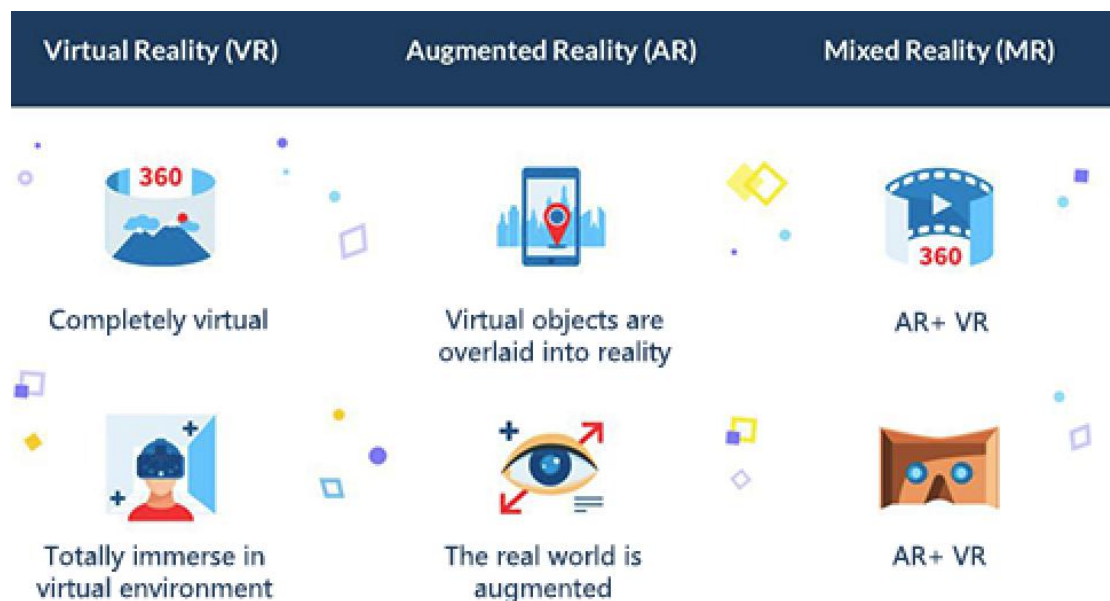 Virtual Reality (VR)
Augmented Reality (AR)
Mixed Reality (MR)
360
360
Completely virtual
Virtual objects are
overlaid into reality
AR+ VR
Totally immerse in
virtual environment
The real world is
augmented
AR+ VR